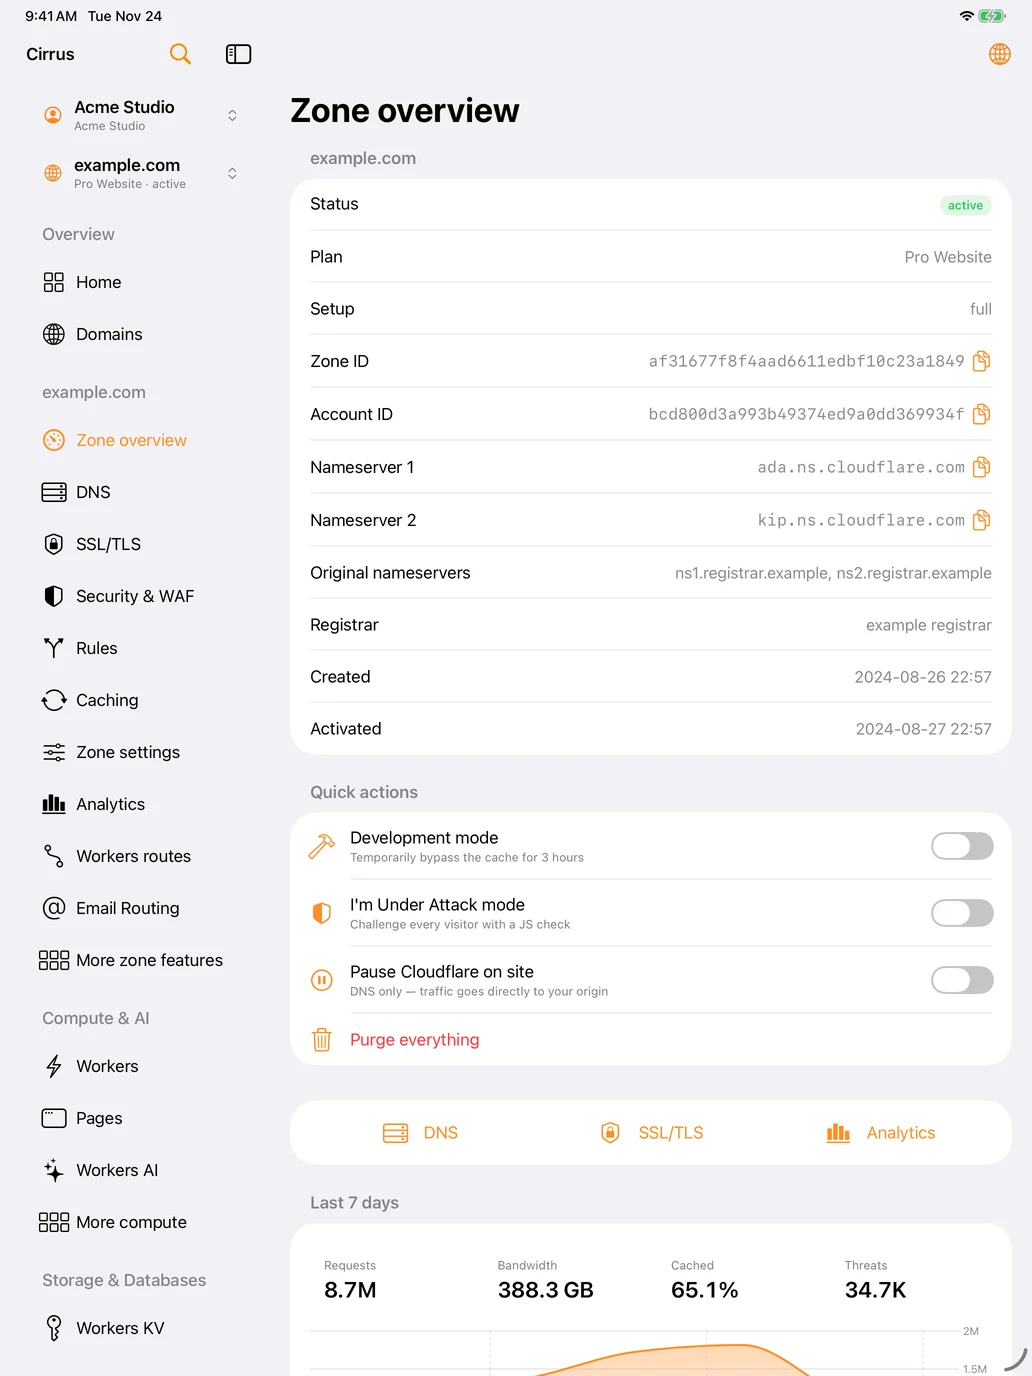 9:41 AM Tue Nov 24
Cirrus
Acme Studio
Acme Studio
example.com
Pro Website · active
Overview
Home
Domains
example.com
Zone overview
DNS
SSL/TLS
Security & WAF
Rules
Caching
Zone settings
Analytics
Workers routes
Email Routing
More zone features
Compute & AI
Workers
Pages
Workers AI
More compute
Storage & Databases
Workers KV
Zone overview
example.com
Status active
Plan Pro Website
Setup full
Zone ID af31677f8f4aad6611edbf10c23a1849
Account ID bcd800d3a993b49374ed9a0dd369934f
Nameserver 1 ada.ns.cloudflare.com
Nameserver 2 kip.ns.cloudflare.com
Original nameservers ns1.registrar.example, ns2.registrar.example
Registrar example registrar
Created 2024-08-26 22:57
Activated 2024-08-27 22:57
Quick actions
Development mode
Temporarily bypass the cache for 3 hours
I'm Under Attack mode
Challenge every visitor with a JS check
Pause Cloudflare on site
DNS only — traffic goes directly to your origin
Purge everything
DNS SSL/TLS Analytics
Last 7 days
Requests Bandwidth Cached Threats
8.7M 388.3 GB 65.1% 34.7K
2M
1.5M